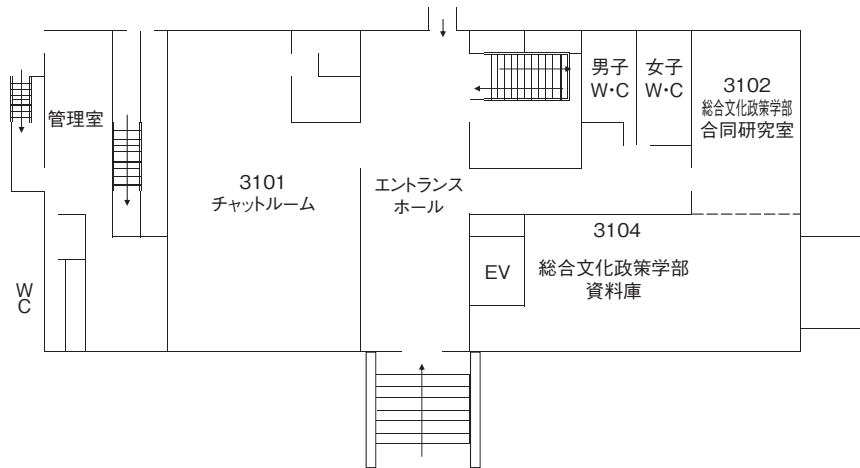 管理室
WC
3101
チャットルーム
エントランス
ホール
男子
W・C
女子
W・C
3102
総合文化政策学部
合同研究室
EV
3104
総合文化政策学部
資料庫